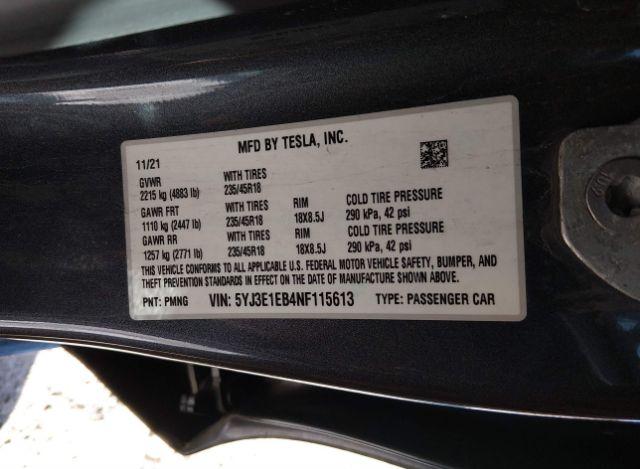 MFD BY TESLA, INC.
11/21
GVWR WITH TIRES
2215 kg (4883 lb) 235/45R18
GAWR FRT WITH TIRES RIM COLD TIRE PRESSURE
1110 kg (2447 lb) 235/45R18 18X8.5J 290 kPa, 42 psi
GAWR RR WITH TIRES RIM COLD TIRE PRESSURE
1257 kg (2771 lb) 235/45R18 18X8.5J 290 kPa, 42 psi
THIS VEHICLE CONFORMS TO ALL APPLICABLE U.S. FEDERAL MOTOR VEHICLE SAFETY, BUMPER, AND
THEFT PREVENTION STANDARDS IN EFFECT ON THE DATE OF MANUFACTURE SHOWN ABOVE.
PNT: PMNG VIN: 5YJ3E1EB4NF115613 TYPE: PASSENGER CAR